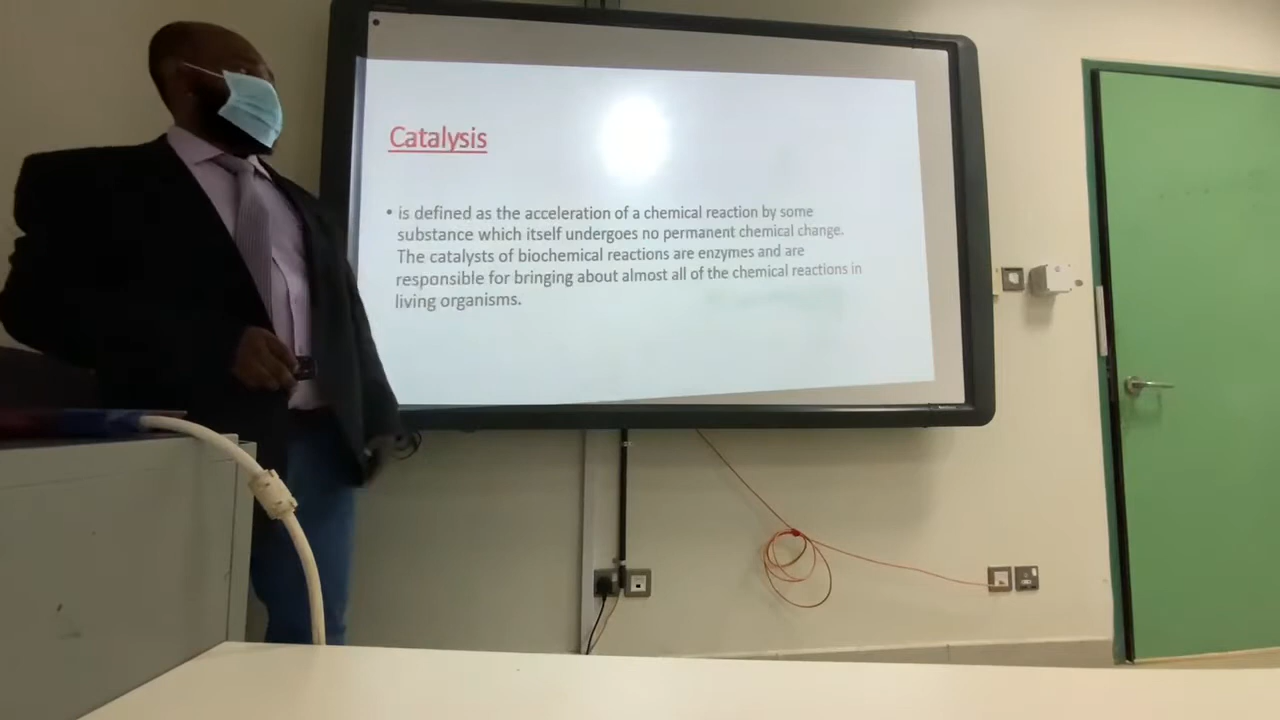 Catalysis
• is defined as the acceleration of a chemical reaction by some
substance which itself undergoes no permanent chemical change.
The catalysts of biochemical reactions are enzymes and are
responsible for bringing about almost all of the chemical reactions in
living organisms.